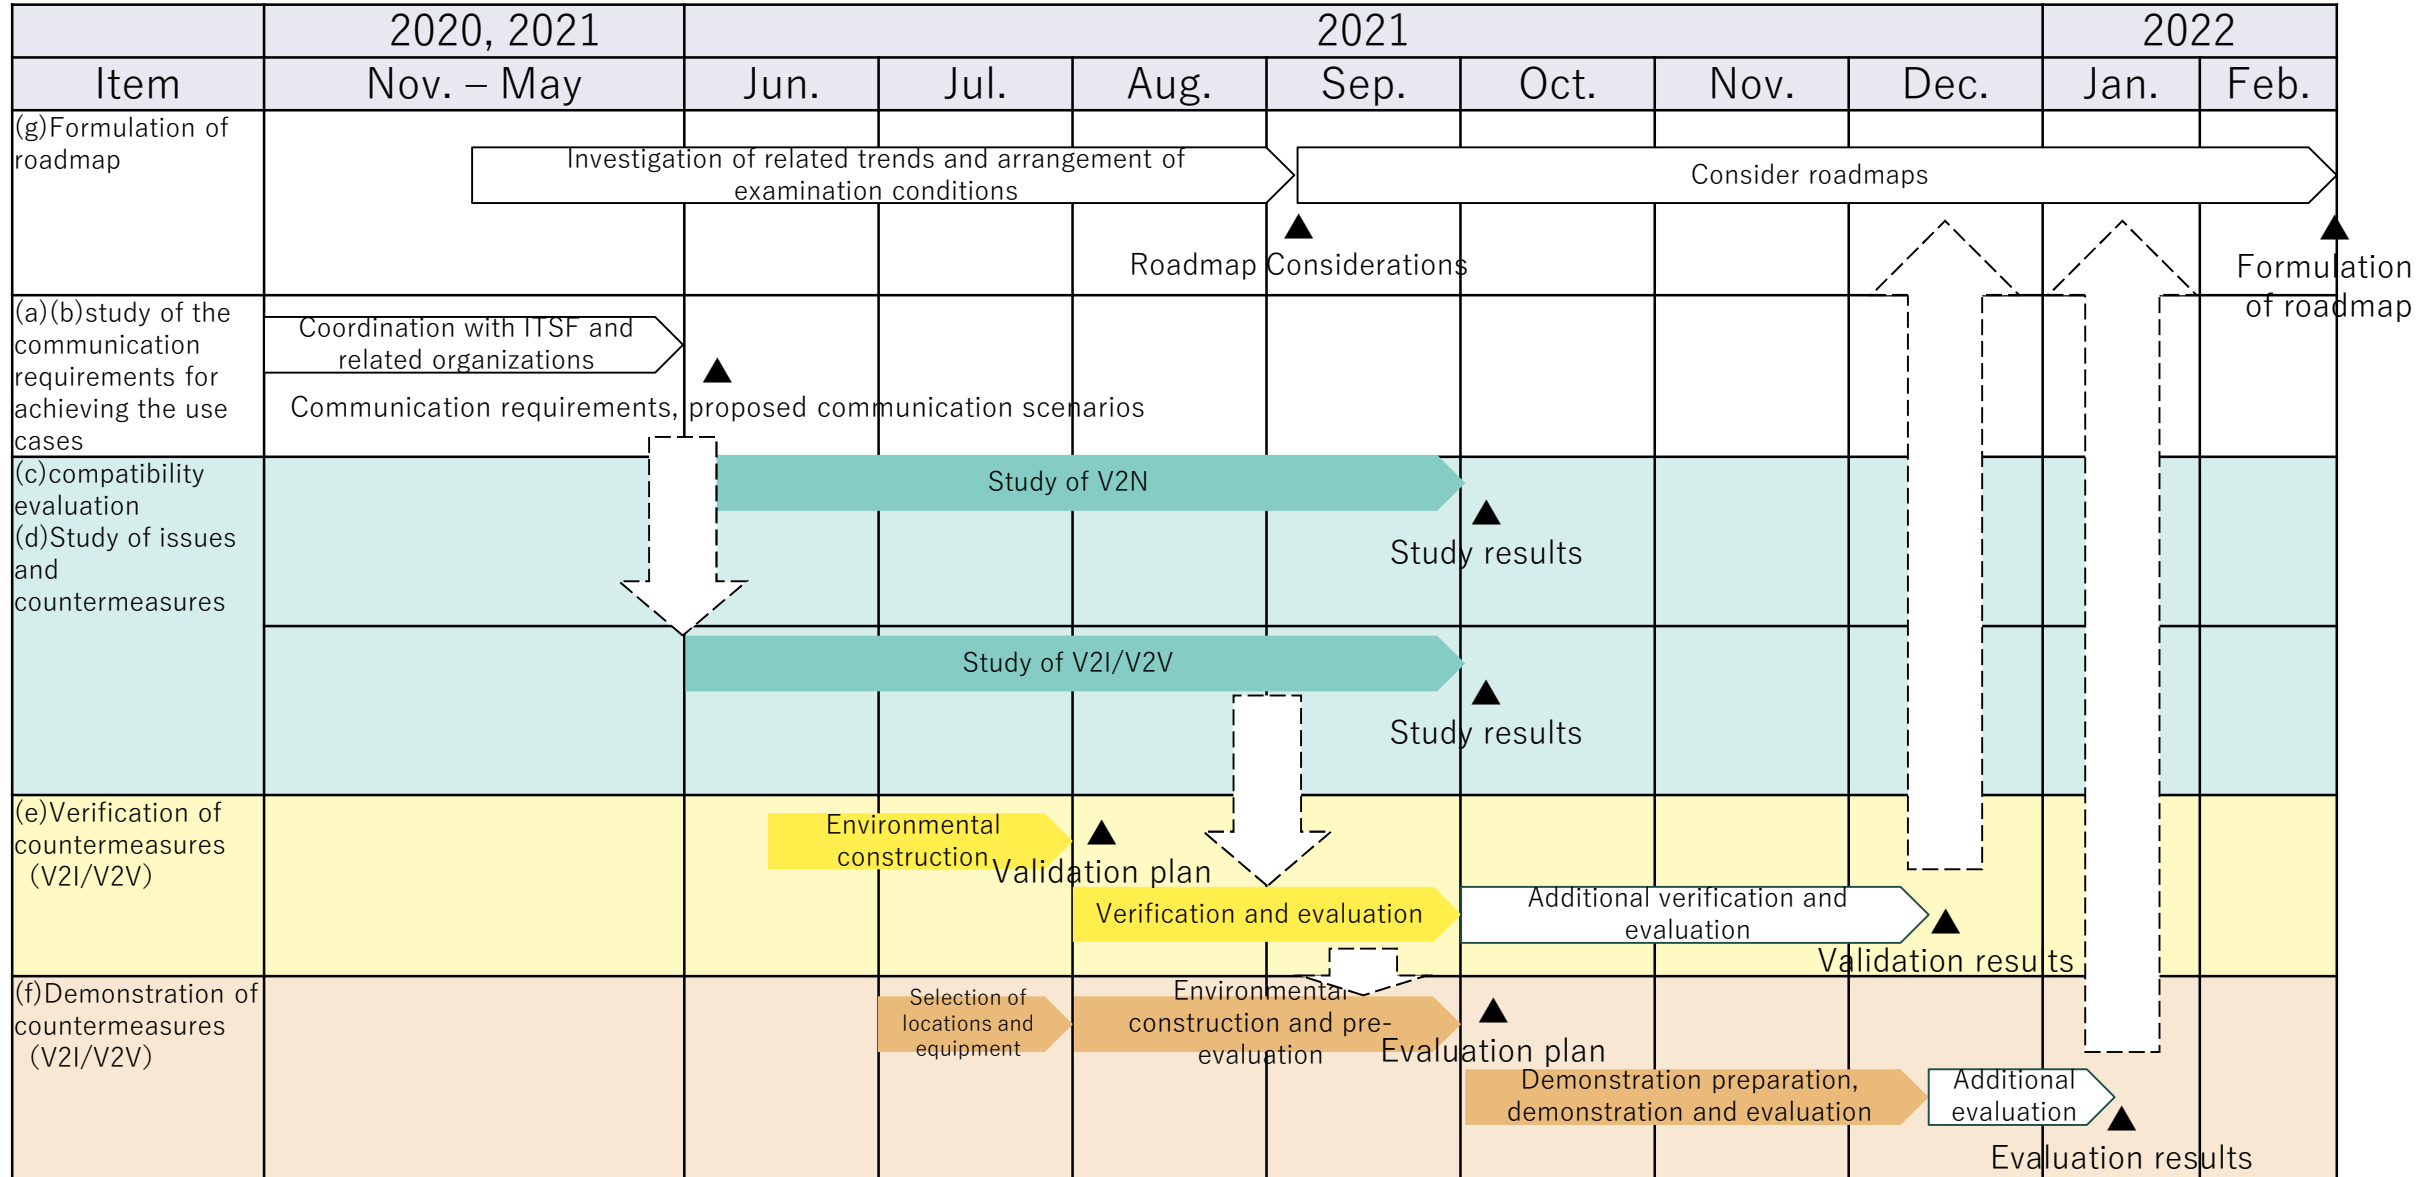 2020, 2021
2021
2022
Item
Nov. – May
Jun.
Jul.
Aug.
Sep.
Oct.
Nov.
Dec.
Jan.
Feb.
(g)Formulation of
roadmap
Investigation of related trends and arrangement of
examination conditions
Consider roadmaps
Roadmap Considerations
Formulation
of roadmap
(a)(b)study of the
communication
requirements for
achieving the use
cases
Coordination with ITSF and
related organizations
Communication requirements, proposed communication scenarios
(c)compatibility
evaluation
(d)Study of issues
and
countermeasures
Study of V2N
Study results
Study of V2I/V2V
Study results
(e)Verification of
countermeasures
(V2I/V2V)
Environmental
construction
Validation plan
Verification and evaluation
Additional verification and
evaluation
Validation results
(f)Demonstration of
countermeasures
(V2I/V2V)
Selection of
locations and
equipment
Environmental
construction and pre-
evaluation
Evaluation plan
Demonstration preparation,
demonstration and evaluation
Additional
evaluation
Evaluation results